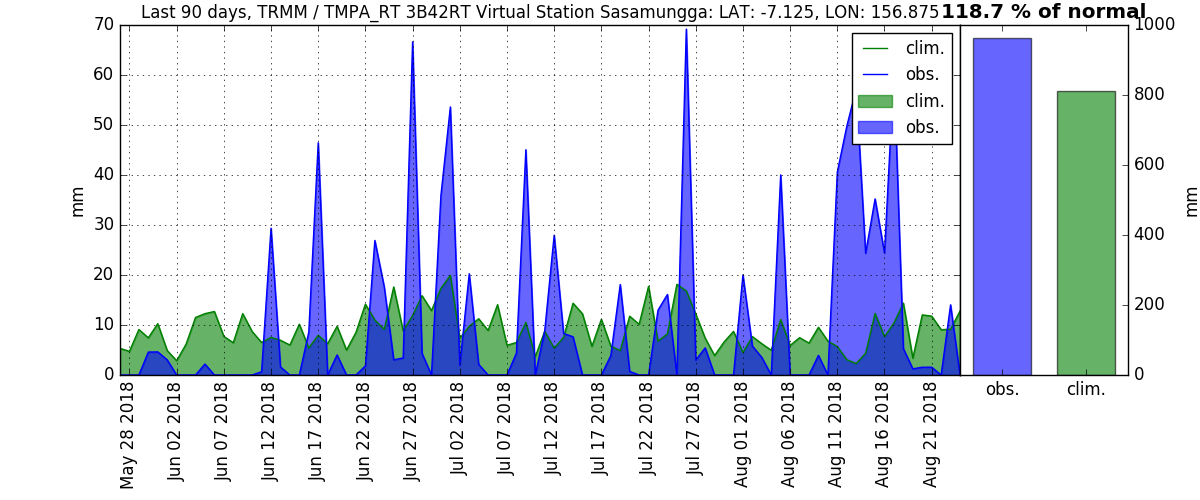 Last 90 days, TRMM / TMPA_RT 3B42RT Virtual Station Sasamungga: LAT: -7.125, LON: 156.875
118.7 % of normal
70
60
50
40
30
20
10
0
mm
clim.
obs.
clim.
obs.
May 28 2018
Jun 02 2018
Jun 07 2018
Jun 12 2018
Jun 17 2018
Jun 22 2018
Jun 27 2018
Jul 02 2018
Jul 07 2018
Jul 12 2018
Jul 17 2018
Jul 22 2018
Jul 27 2018
Aug 01 2018
Aug 06 2018
Aug 11 2018
Aug 16 2018
Aug 21 2018
1000
800
600
400
200
0
mm
obs.
clim.